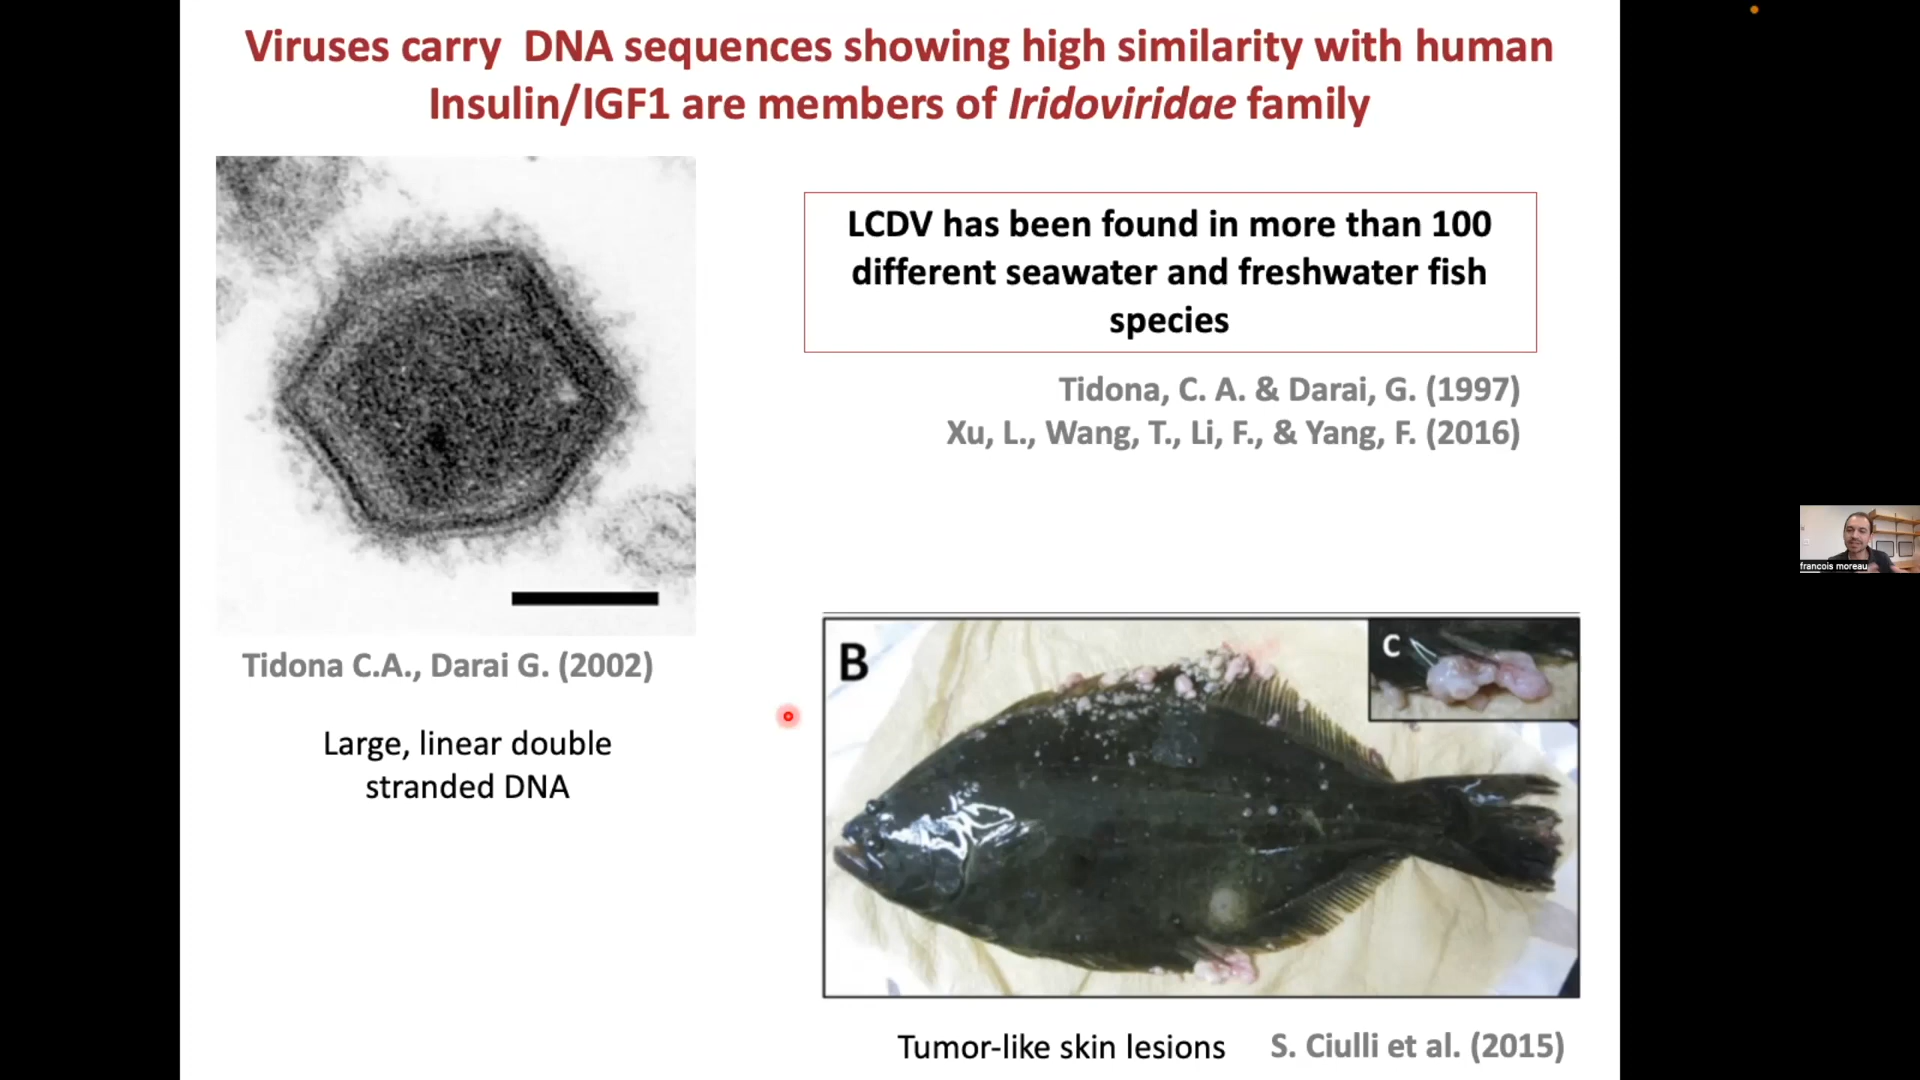 Viruses carry  DNA sequences showing high similarity with human
Insulin/IGF1 are members of Iridoviridae family
LCDV has been found in more than 100
different seawater and freshwater fish
species
Tidona, C. A. & Darai, G. (1997)
Xu, L., Wang, T., Li, F., & Yang, F. (2016)
Tidona C.A., Darai G. (2002)
Large, linear double
stranded DNA
B
C
Tumor-like skin lesions
S. Ciulli et al. (2015)
francois moreau